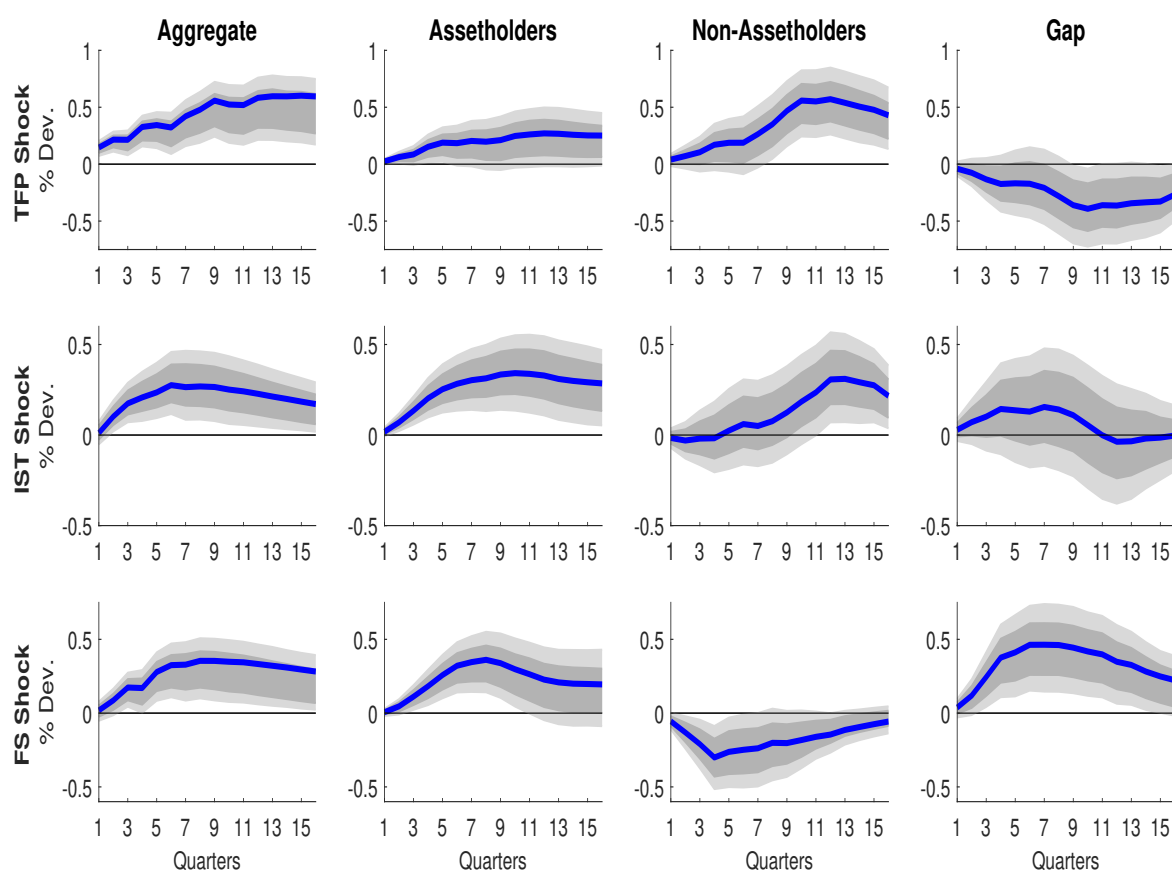 Aggregate Assetholders Non-Assetholders Gap
TFP Shock
% Dev.
1 0.5 0 -0.5
1 3 5 7 9 11 13 15
1 0.5 0 -0.5
1 3 5 7 9 11 13 15
1 0.5 0 -0.5
1 3 5 7 9 11 13 15
1 0.5 0 -0.5
1 3 5 7 9 11 13 15
IST Shock
% Dev.
0.5 0 -0.5
1 3 5 7 9 11 13 15
0.5 0 -0.5
1 3 5 7 9 11 13 15
0.5 0 -0.5
1 3 5 7 9 11 13 15
0.5 0 -0.5
1 3 5 7 9 11 13 15
FS Shock
% Dev.
0.5 0 -0.5
1 3 5 7 9 11 13 15
0.5 0 -0.5
1 3 5 7 9 11 13 15
0.5 0 -0.5
1 3 5 7 9 11 13 15
0.5 0 -0.5
1 3 5 7 9 11 13 15
Quarters Quarters Quarters Quarters